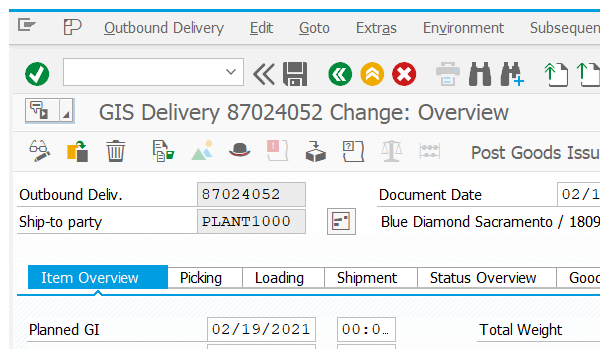 Outbound Delivery Edit Goto Extras Environment Subsequen
GIS Delivery 87024052 Change: Overview
Post Goods Issu
Outbound Deliv. 87024052 Document Date 02/1
Ship-to party PLANT1000 Blue Diamond Sacramento / 1809
Item Overview Picking Loading Shipment Status Overview Goo
Planned GI 02/19/2021 00:0… Total Weight